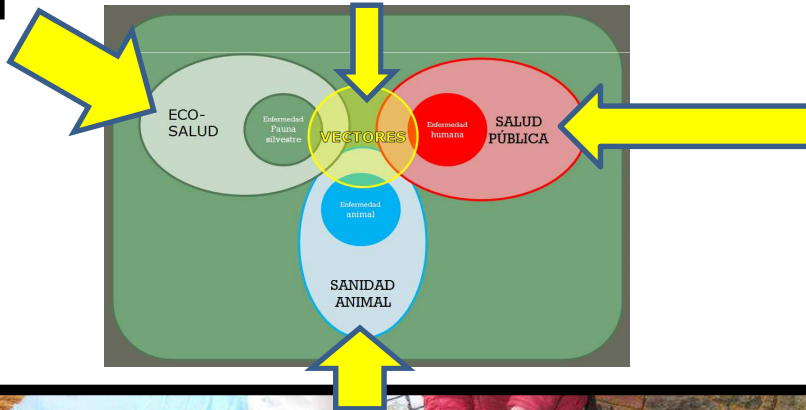 ECO-
SALUD
Enfermedad
Fauna
silvestre
VECTORES
Enfermedad
humana
SALUD
PÚBLICA
Enfermedad
animal
SANIDAD
ANIMAL